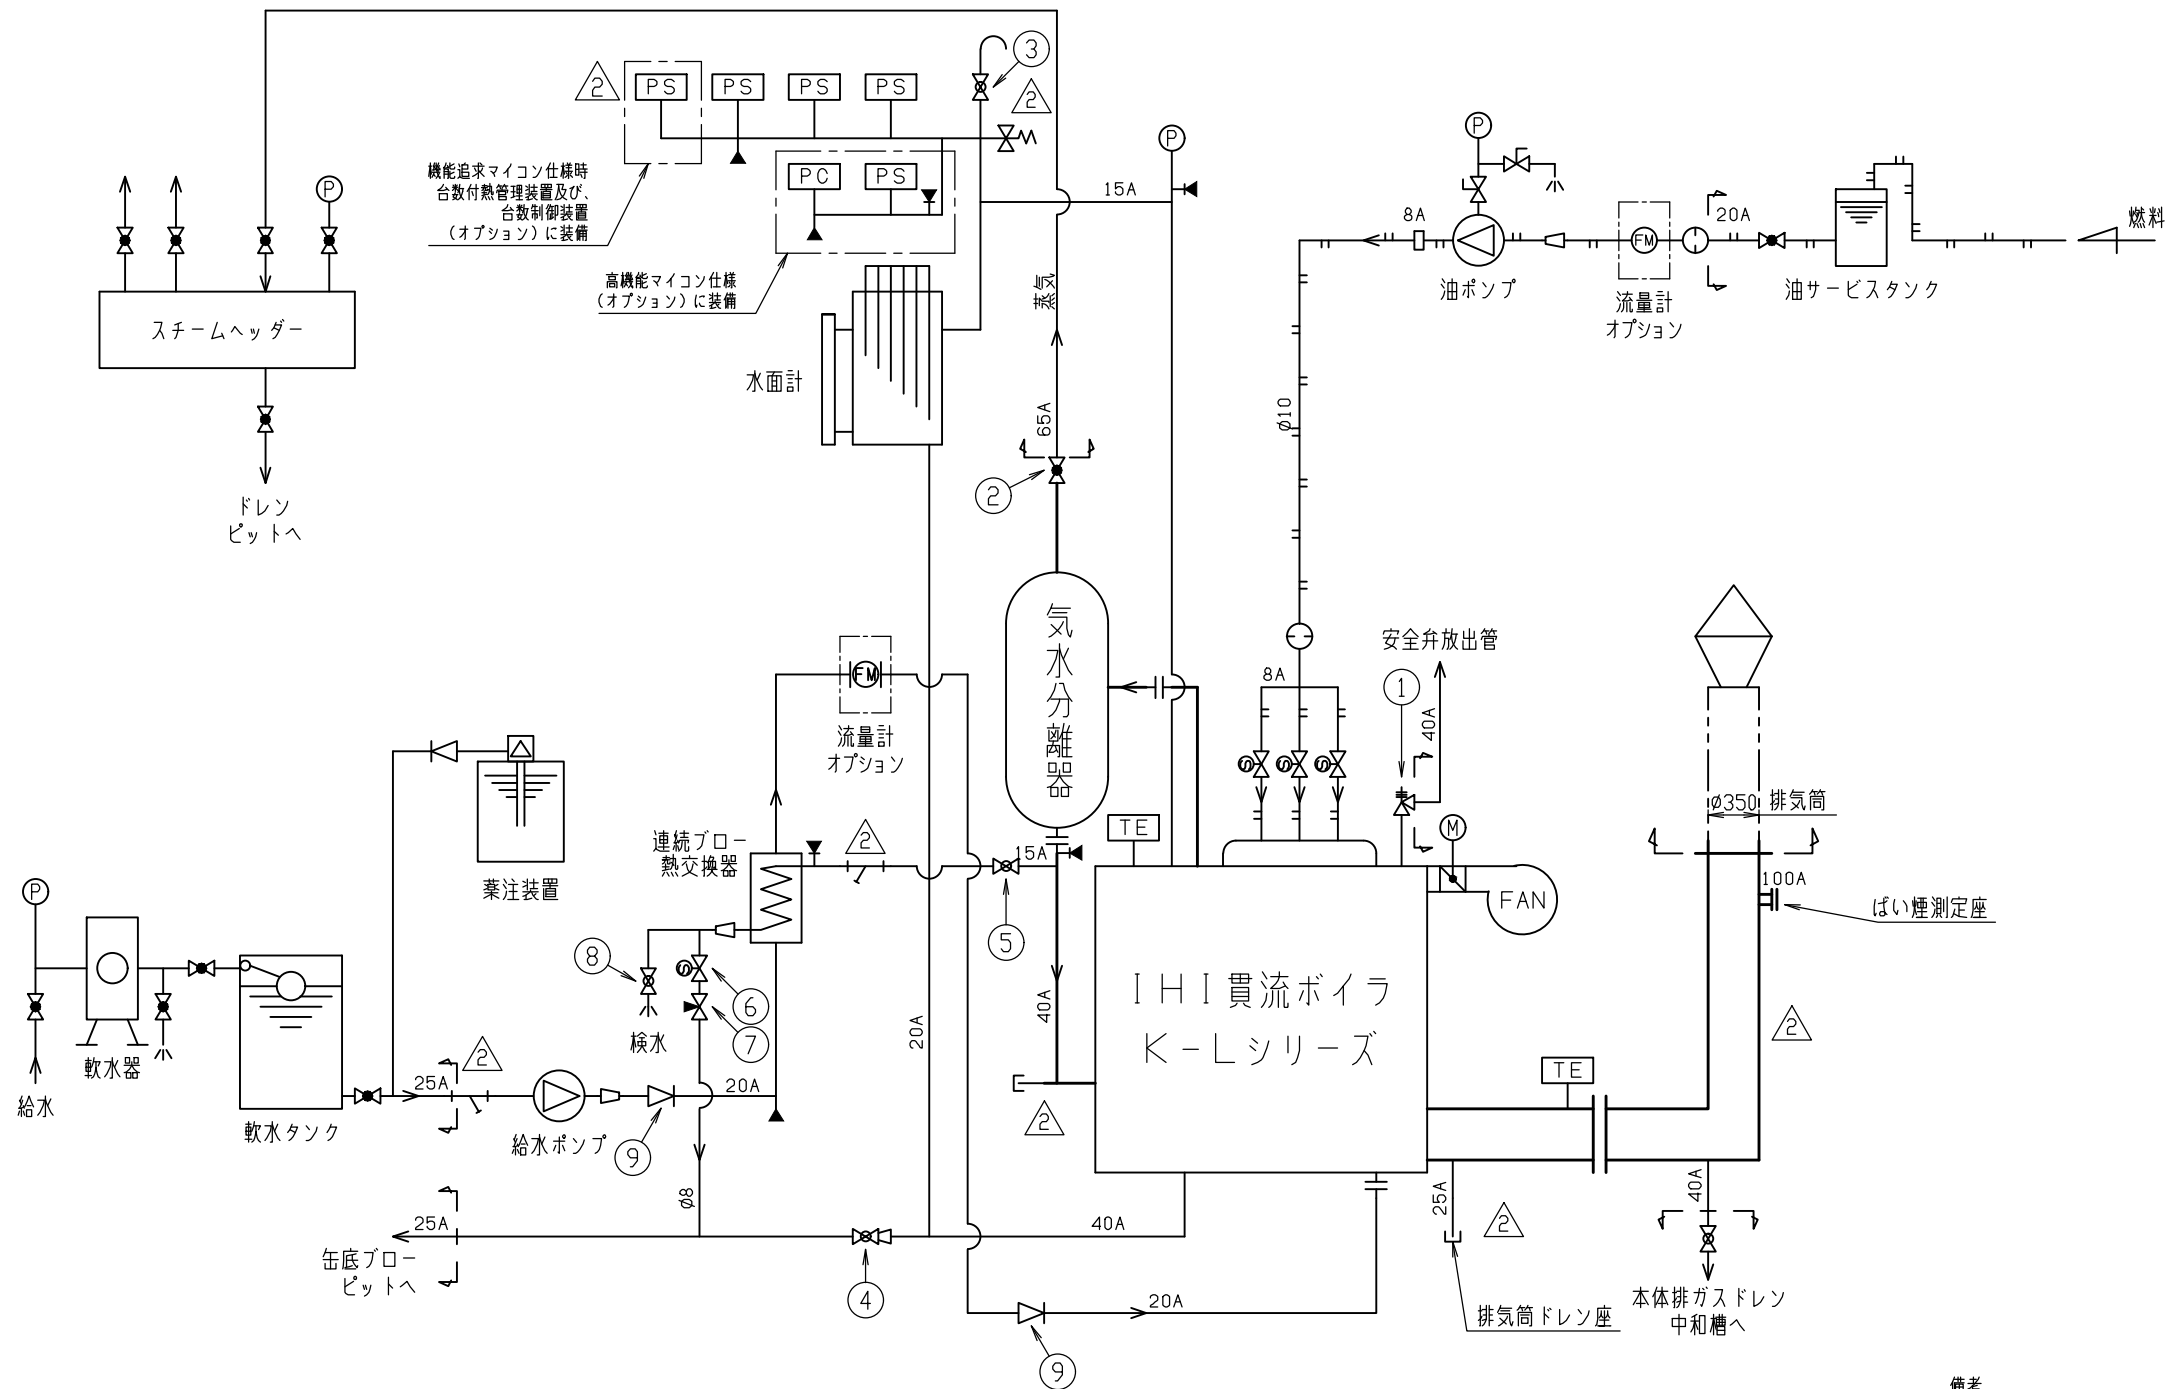 3
2
PS
PS
PS
PS
2
P
P
機能追求マイコン仕様時
台数付熱管理装置及び、
台数制御装置
（オプション）に装備
PC
PS
P
15A
8A
FM
20A
燃料
高機能マイコン仕様
（オプション）に装備
油ポンプ
流量計
オプション
油サービスタンク
蒸気
スチームヘッダー
水面計
65A
φ10
2
ドレン
ピットへ
気水分離器
安全弁放出管
FM
8A
1
40A
流量計
オプション
S
S
S
φ350
排気筒
連続ブロー
熱交換器
2
15A
TE
M
薬注装置
100A
P
FAN
ばい煙測定座
5
8
S
6
IHI貫流ボイラ
K-Lシリーズ
40A
検水
7
20A
軟水器
2
2
給水
25A
20A
TE
軟水タンク
給水ポンプ
9
2
φ8
25A
40A
25A
2
40A
缶底ブロー
ピットへ
4
20A
排気筒ドレン座
本体排ガスドレン
中和槽へ
9
備考